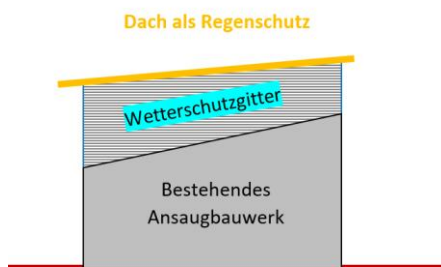 Dach als Regenschutz
Wetterschutzgitter
Bestehendes
Ansaugbauwerk